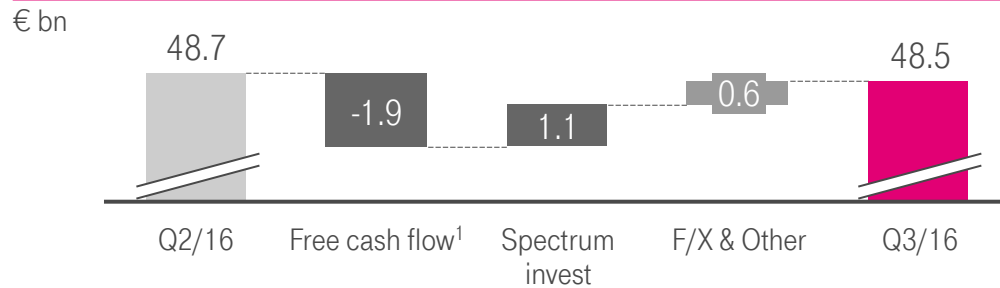 € bn
48.7
-1.9
1.1
0.6
48.5
Q2/16
Free cash flow¹
Spectrum
invest
F/X & Other
Q3/16